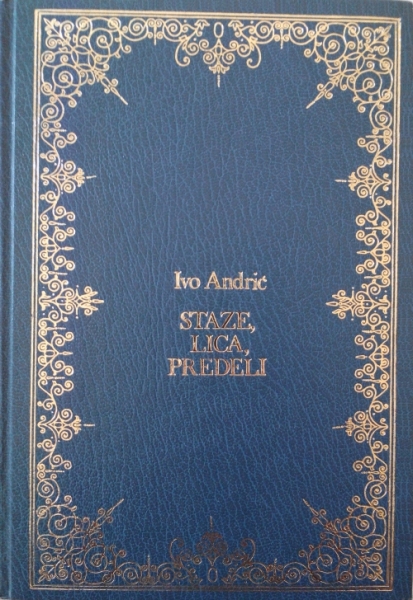 Ivo Andrić
STAZE,
LICA,
PREDELI